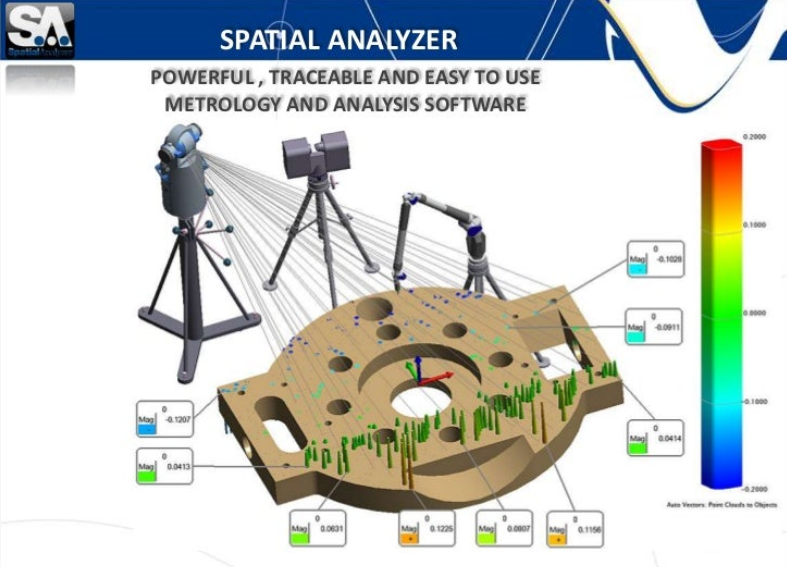 SA
SpatialAnalyzer
SPATIAL ANALYZER
POWERFUL , TRACEABLE AND EASY TO USE
METROLOGY AND ANALYSIS SOFTWARE
0.2000
0.1000
0.0000
-0.1000
-0.2000
Auto Vectors: Point Clouds to Objects
0
Mag -0.1028
-
0
Mag -0.0911
-
0
Mag -0.1207
-
0
Mag 0.0413
0
Mag 0.0414
0
Mag 0.0631
0
Mag 0.1225
+
0
Mag 0.0807
0
Mag 0.1156
+